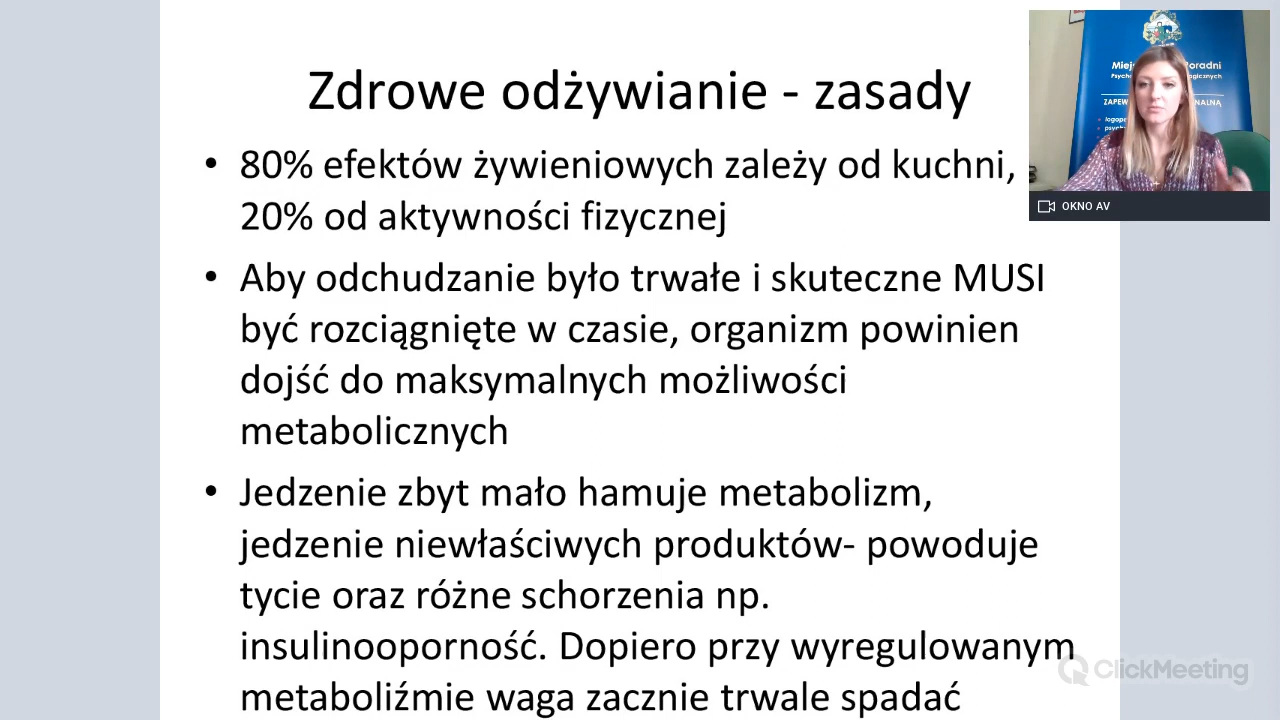 Zdrowe odżywianie - zasady
• 80% efektów żywieniowych zależy od kuchni,
20% od aktywności fizycznej
• Aby odchudzanie było trwałe i skuteczne MUSI
być rozciągnięte w czasie, organizm powinien
dojść do maksymalnych możliwości
metabolicznych
• Jedzenie zbyt mało hamuje metabolizm,
jedzenie niewłaściwych produktów- powoduje
tycie oraz różne schorzenia np.
insulinooporność. Dopiero przy wyregulowanym
metaboliźmie waga zacznie trwale spadać
OKNO AV
ClickMeeting